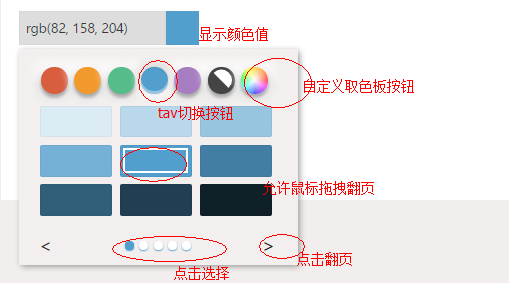 rgb(82, 158, 204)
显示颜色值
自定义取色板按钮
tav切换按钮
允许鼠标拖拽翻页
<
>
点击翻页
点击选择